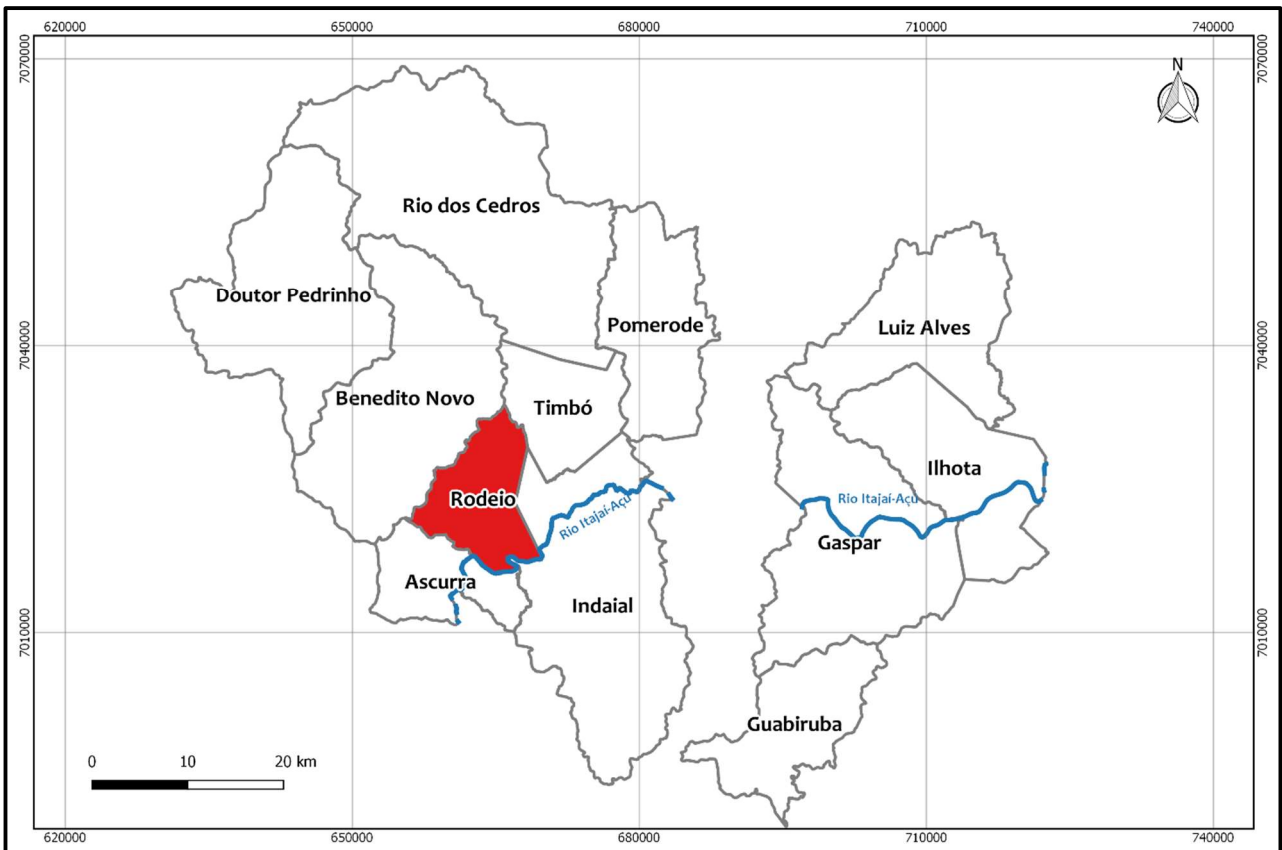 620000
650000
680000
710000
740000
7070000
7070000
N
Rio dos Cedros
Doutor Pedrinho
Pomerode
Luiz Alves
7040000
7040000
Benedito Novo
Timbó
Ilhota
Rodeio
Rio Itajaí-Açu
Rio Itajaí-Açu
Gaspar
Ascurra
Indaial
7010000
7010000
Guabiruba
0 10 20 km
620000
650000
680000
710000
740000